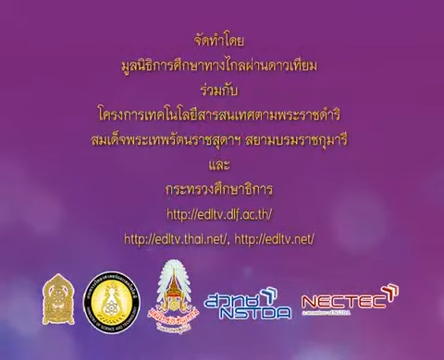 จัดทำโดย
มูลนิธิการศึกษาทางไกลผ่านดาวเทียม
ร่วมกับ
โครงการเทคโนโลยีสารสนเทศตามพระราชดำริ
สมเด็จพระเทพรัตนราชสุดาฯ สยามบรมราชกุมารี
และ
กระทรวงศึกษาธิการ
http://edltv.dlf.ac.th/
http://edltv.thai.net/, http://edltv.net/
สวทช NECTEC
NSTDA